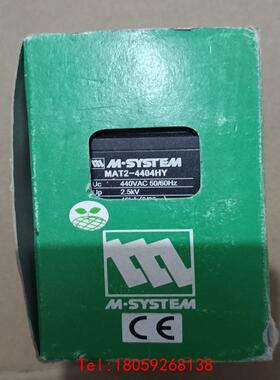 M-SYSTEM
MAT2-4404HY
Uc 440VAC 50/60Hz
Up 2.5kV
M-SYSTEM
CE
Tel:18059268138